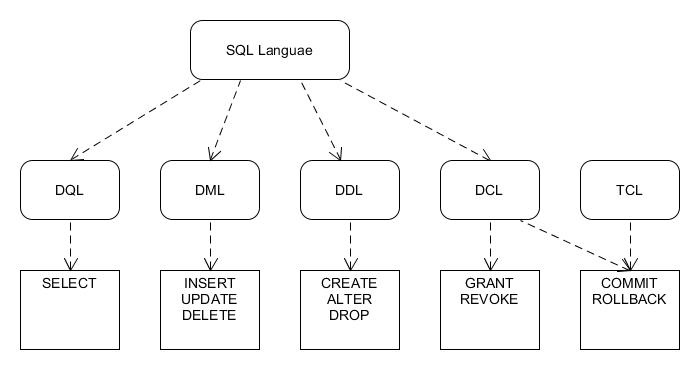 SQL Languae
DQL
DML
DDL
DCL
TCL
SELECT
INSERT
UPDATE
DELETE
CREATE
ALTER
DROP
GRANT
REVOKE
COMMIT
ROLLBACK